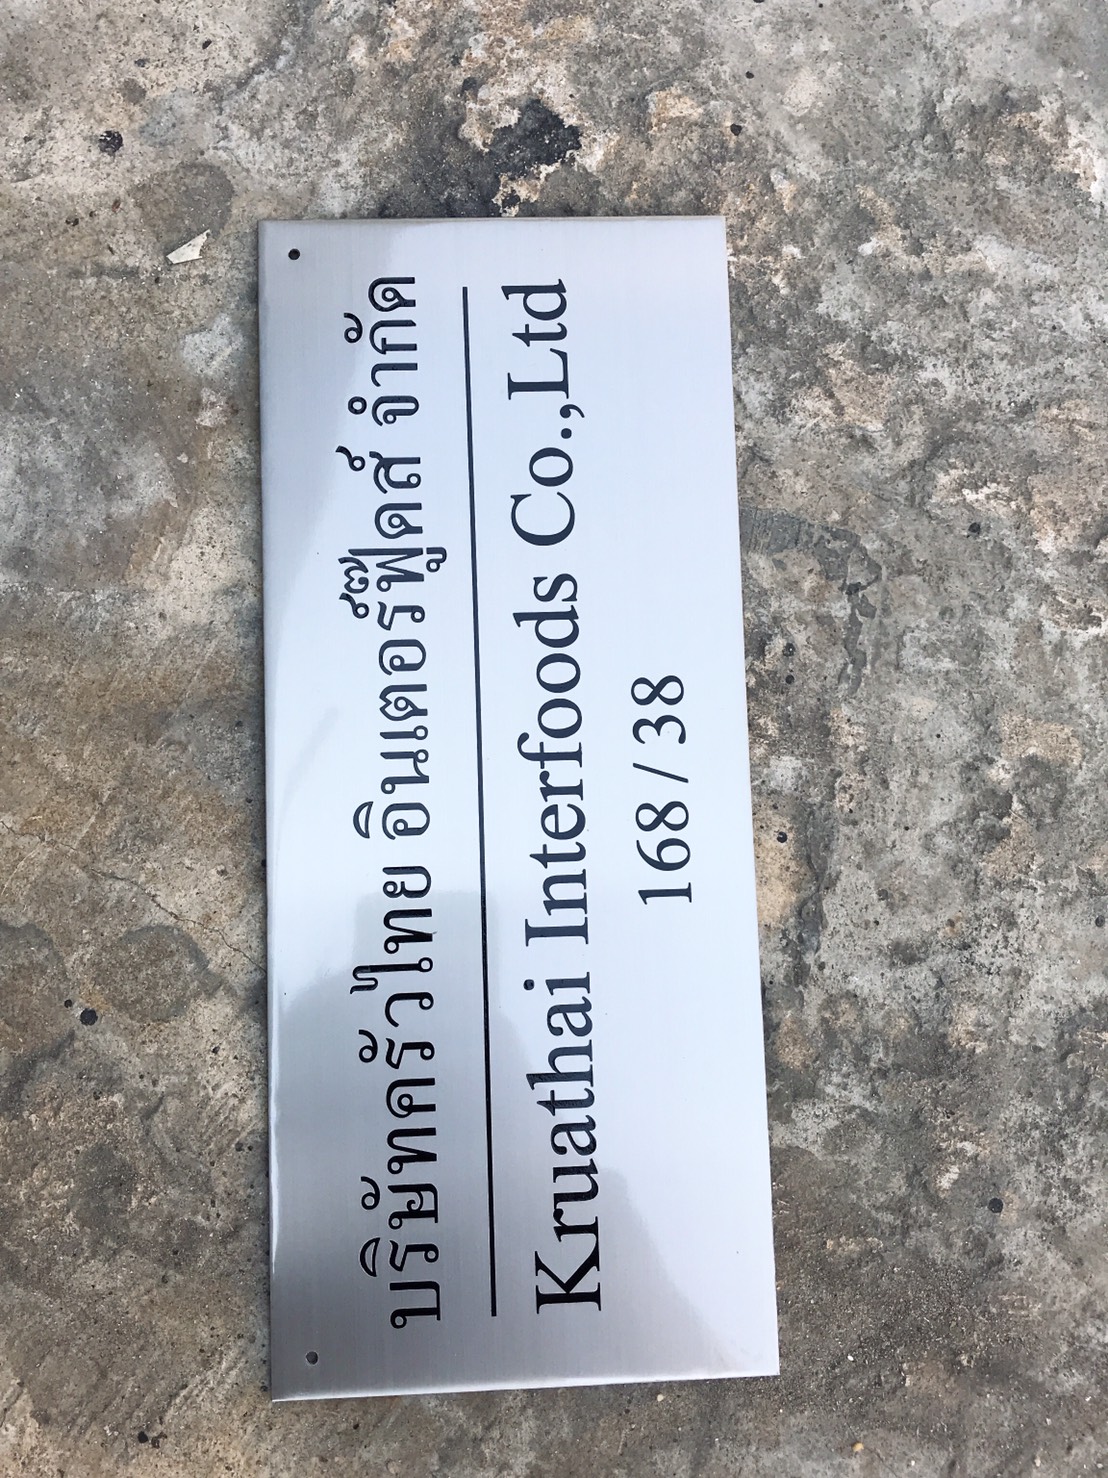 บริษัทครัวไทย อินเตอร์ฟู้ดส์ จำกัด
Kruathai Interfoods Co.,Ltd
168 / 38